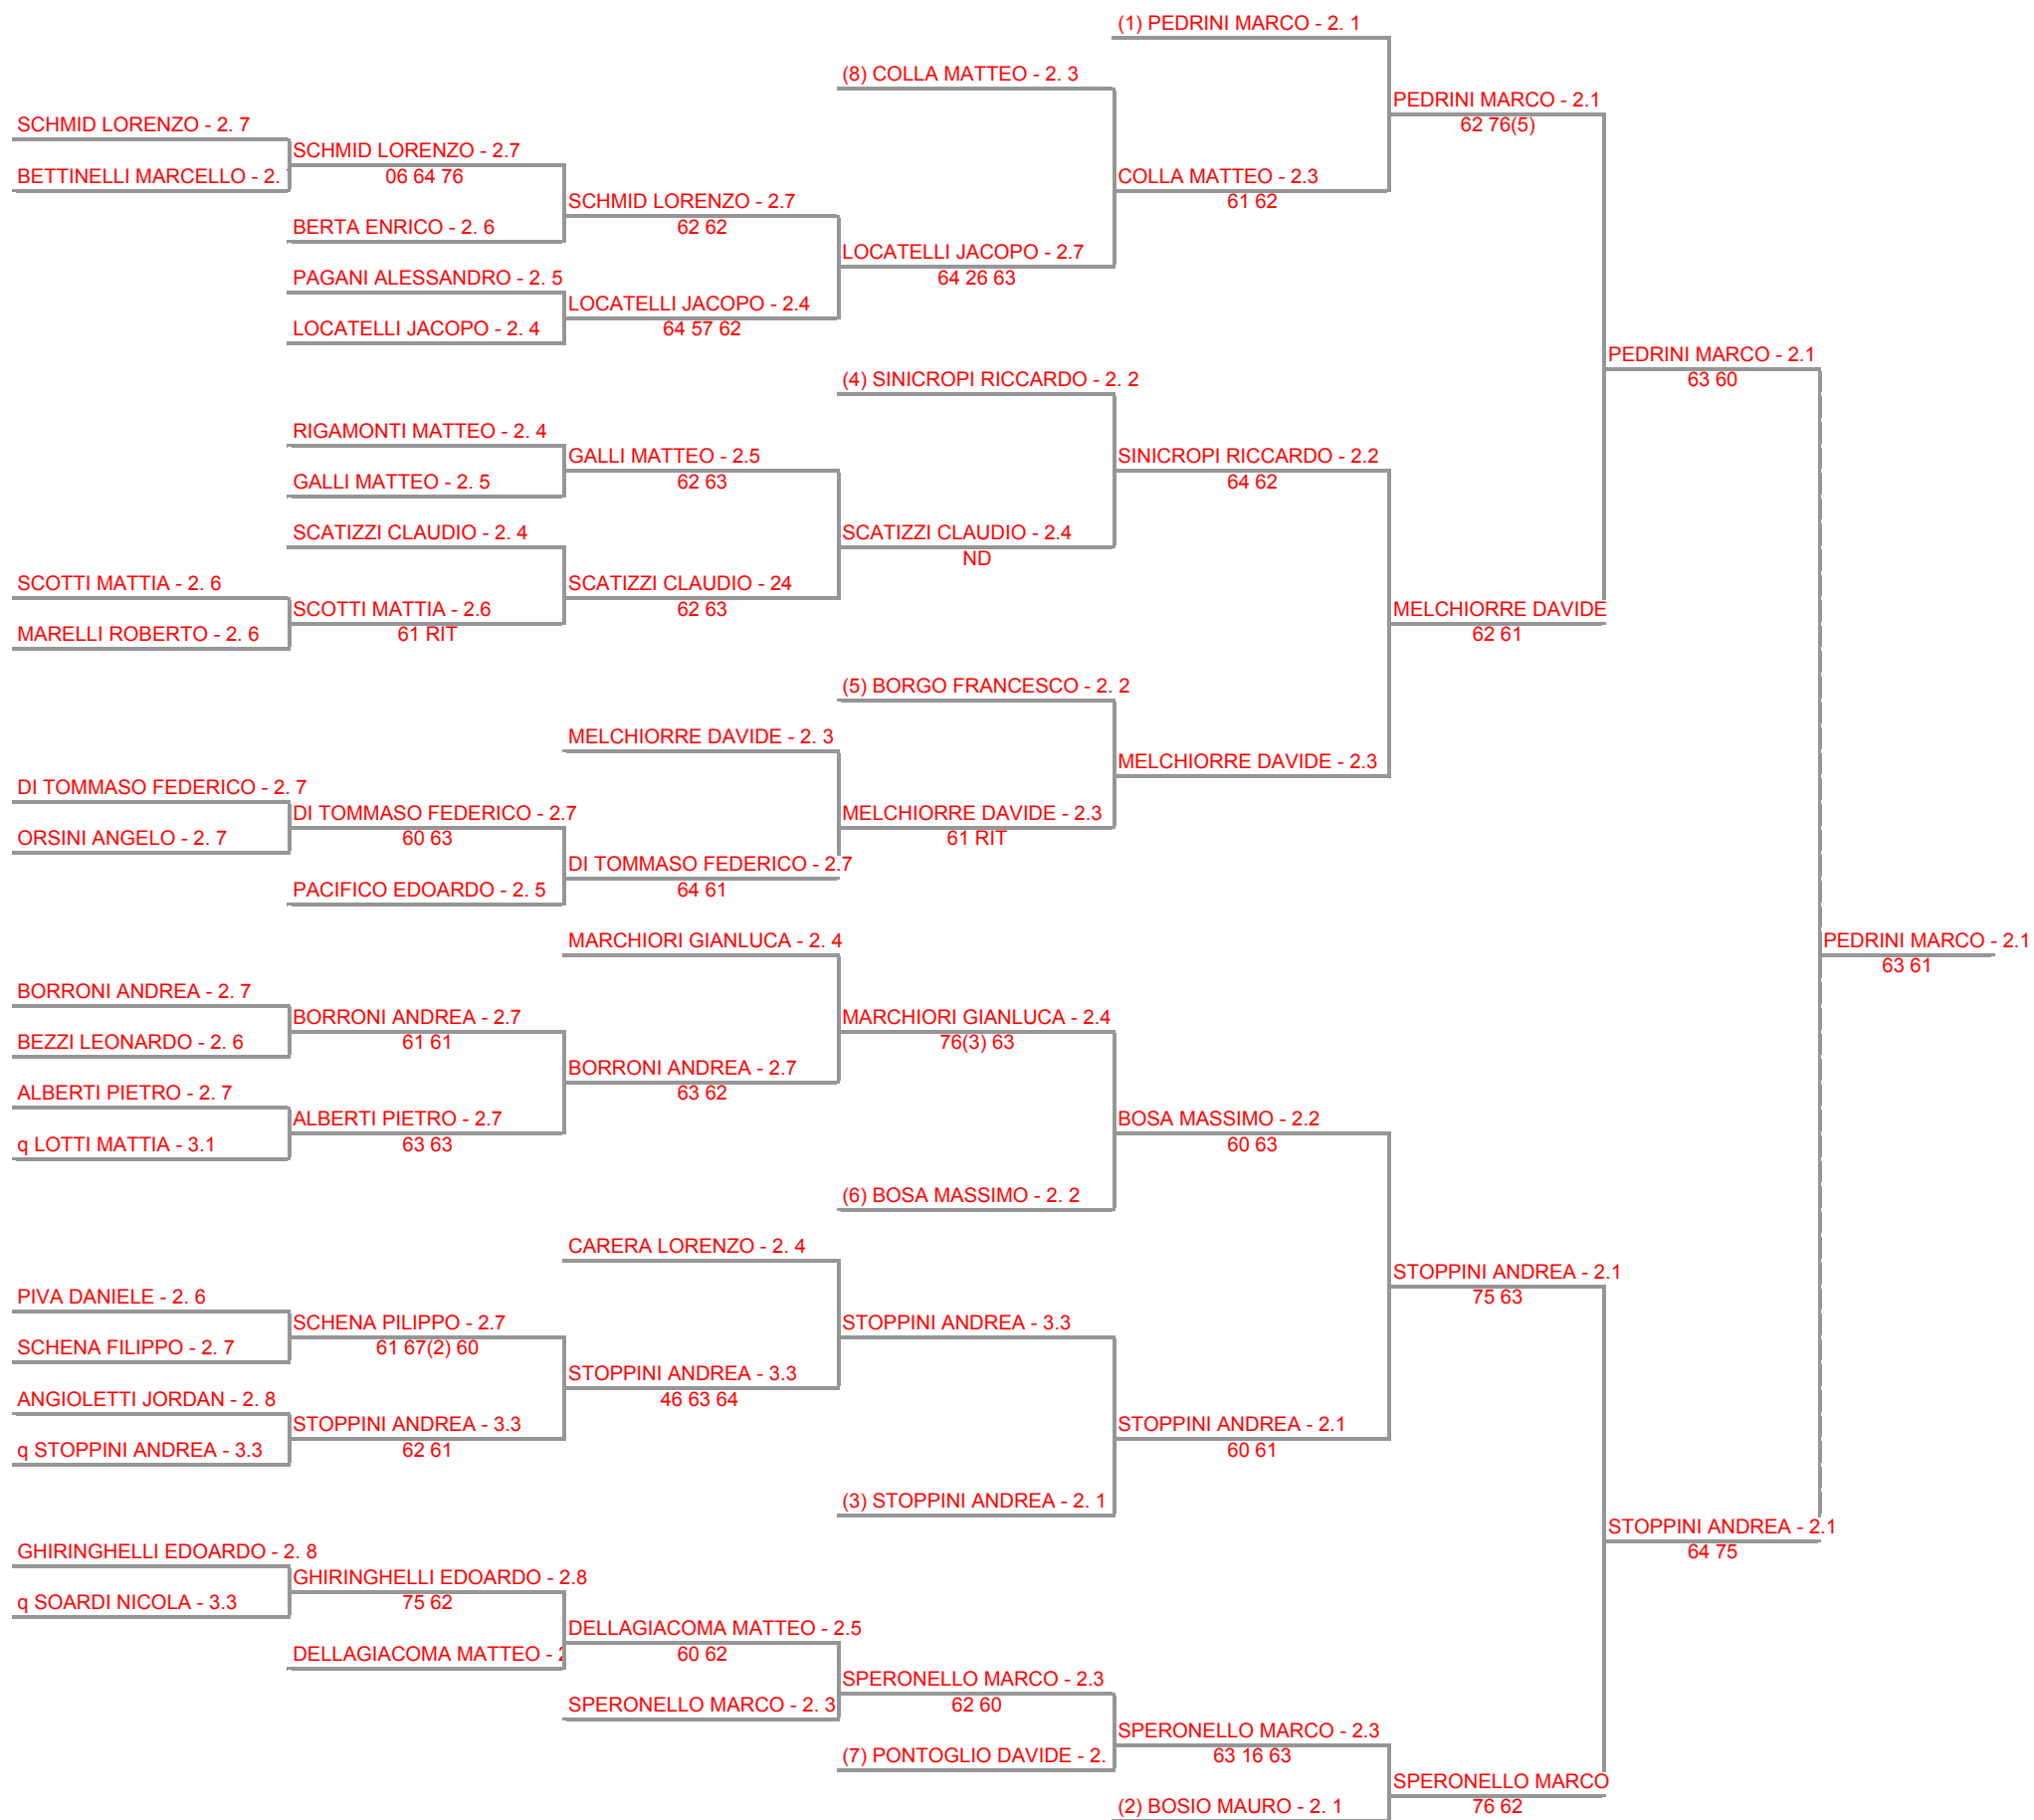 (1) PEDRINI MARCO - 2. 1
(8) COLLA MATTEO - 2. 3
PEDRINI MARCO - 2.1
62 76(5)
SCHMID LORENZO - 2. 7
SCHMID LORENZO - 2.7
06 64 76
BETTINELLI MARCELLO - 2.
COLLA MATTEO - 2.3
61 62
SCHMID LORENZO - 2.7
62 62
BERTA ENRICO - 2. 6
LOCATELLI JACOPO - 2.7
64 26 63
PAGANI ALESSANDRO - 2. 5
LOCATELLI JACOPO - 2.4
64 57 62
LOCATELLI JACOPO - 2. 4
PEDRINI MARCO - 2.1
63 60
(4) SINICROPI RICCARDO - 2. 2
RIGAMONTI MATTEO - 2. 4
GALLI MATTEO - 2.5
62 63
SINICROPI RICCARDO - 2.2
64 62
GALLI MATTEO - 2. 5
SCATIZZI CLAUDIO - 2. 4
SCATIZZI CLAUDIO - 2.4
ND
SCOTTI MATTIA - 2. 6
SCATIZZI CLAUDIO - 24
62 63
SCOTTI MATTIA - 2.6
61 RIT
MELCHIORRE DAVIDE
62 61
MARELLI ROBERTO - 2. 6
(5) BORGO FRANCESCO - 2. 2
MELCHIORRE DAVIDE - 2. 3
MELCHIORRE DAVIDE - 2.3
DI TOMMASO FEDERICO - 2. 7
DI TOMMASO FEDERICO - 2.7
60 63
MELCHIORRE DAVIDE - 2.3
61 RIT
ORSINI ANGELO - 2. 7
DI TOMMASO FEDERICO - 2.7
64 61
PACIFICO EDOARDO - 2. 5
MARCHIORI GIANLUCA - 2. 4
PEDRINI MARCO - 2.1
63 61
BORRONI ANDREA - 2. 7
BORRONI ANDREA - 2.7
61 61
MARCHIORI GIANLUCA - 2.4
76(3) 63
BEZZI LEONARDO - 2. 6
BORRONI ANDREA - 2.7
63 62
ALBERTI PIETRO - 2. 7
ALBERTI PIETRO - 2.7
63 63
BOSA MASSIMO - 2.2
60 63
q LOTTI MATTIA - 3.1
(6) BOSA MASSIMO - 2. 2
CARERA LORENZO - 2. 4
STOPPINI ANDREA - 2.1
75 63
PIVA DANIELE - 2. 6
SCHENA PILIPPO - 2.7
61 67(2) 60
STOPPINI ANDREA - 3.3
SCHENA FILIPPO - 2. 7
STOPPINI ANDREA - 3.3
46 63 64
ANGIOLETTI JORDAN - 2. 8
STOPPINI ANDREA - 3.3
62 61
STOPPINI ANDREA - 2.1
60 61
q STOPPINI ANDREA - 3.3
(3) STOPPINI ANDREA - 2. 1
STOPPINI ANDREA - 2.1
64 75
GHIRINGHELLI EDOARDO - 2. 8
GHIRINGHELLI EDOARDO - 2.8
75 62
q SOARDI NICOLA - 3.3
DELLAGIACOMA MATTEO - 2.5
60 62
DELLAGIACOMA MATTEO -
SPERONELLO MARCO - 2.3
62 60
SPERONELLO MARCO - 2. 3
SPERONELLO MARCO - 2.3
63 16 63
(7) PONTOGLIO DAVIDE - 2.
SPERONELLO MARCO
76 62
(2) BOSIO MAURO - 2. 1